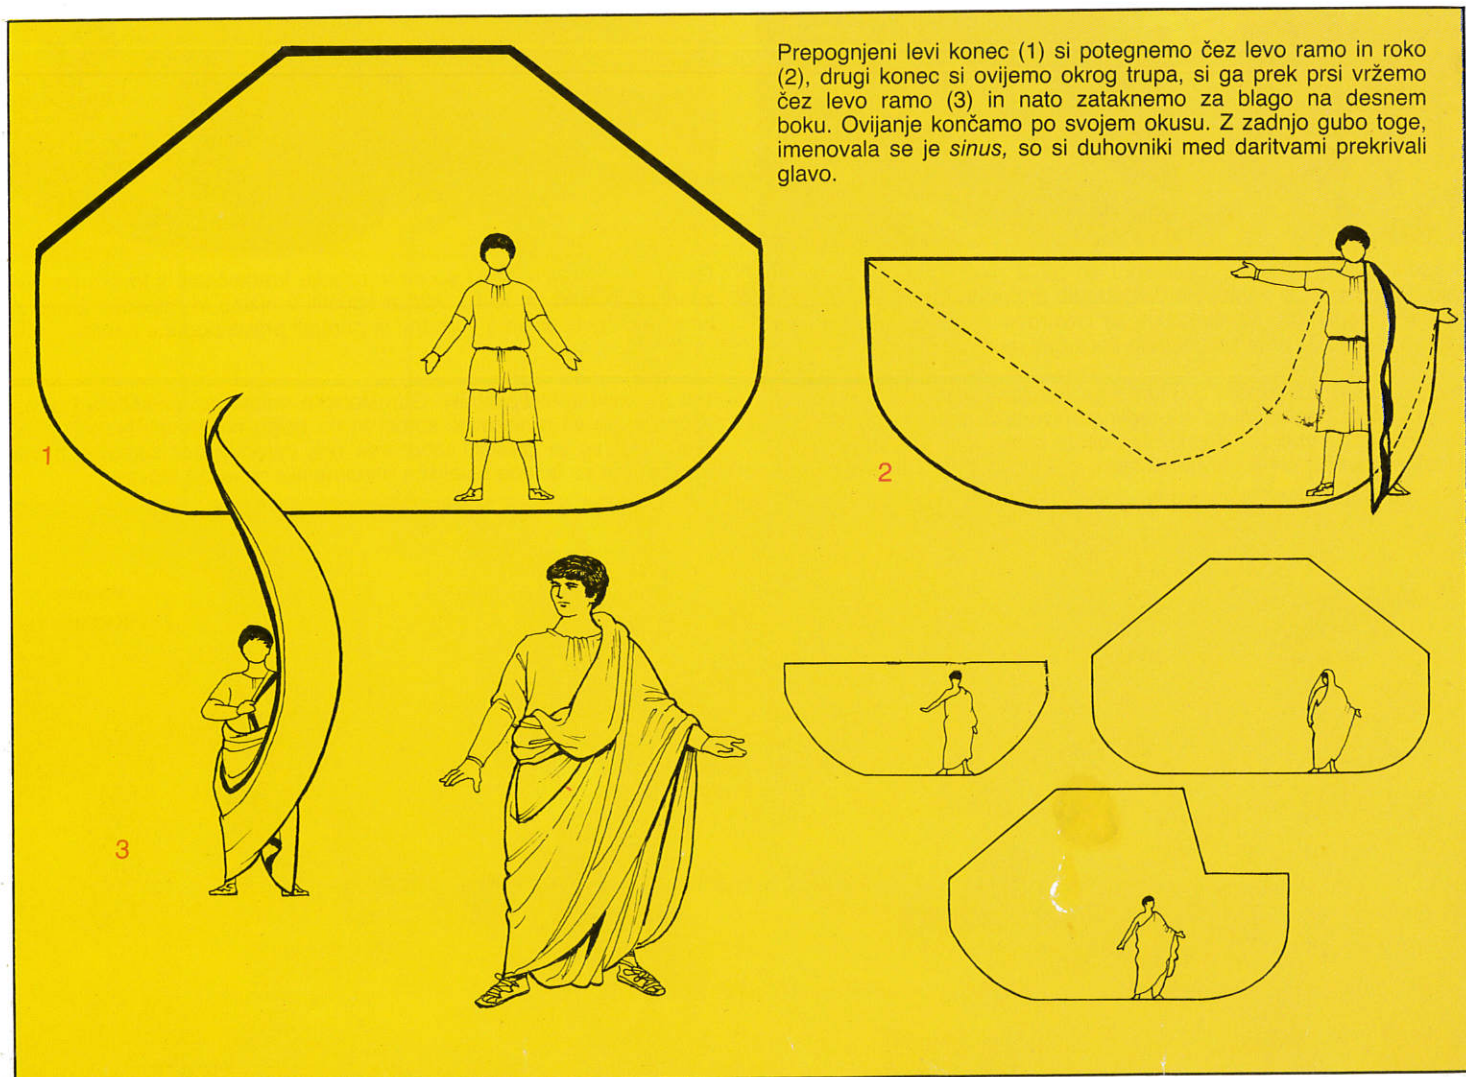 Prepognjeni levi konec (1) si potegnemo čez levo ramo in roko
(2), drugi konec si ovijemo okrog trupa, si ga prek prsi vržemo
čez levo ramo (3) in nato zataknemo za blago na desnem
boku. Ovijanje končamo po svojem okusu. Z zadnjo gubo toge,
imenovala se je sinus, so si duhovniki med daritvami prekrivali
glavo.
1
2
3